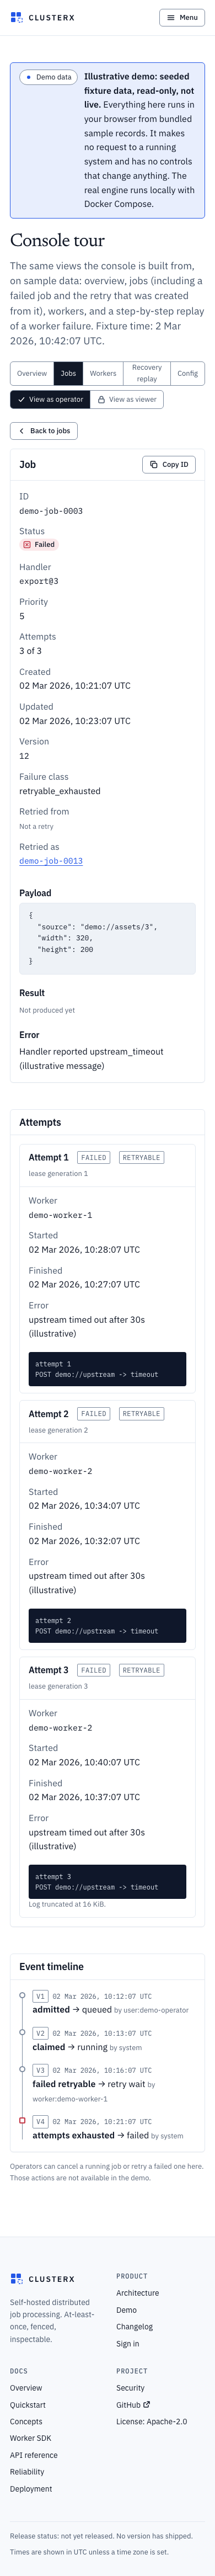 CLUSTERX
Menu
Demo data
Illustrative demo: seeded
fixture data, read-only, not
live. Everything here runs in
your browser from bundled
sample records. It makes
no request to a running
system and has no controls
that change anything. The
real engine runs locally with
Docker Compose.
Console tour
The same views the console is built from,
on sample data: overview, jobs (including a
failed job and the retry that was created
from it), workers, and a step-by-step replay
of a worker failure. Fixture time: 2 Mar
2026, 10:42:07 UTC.
Overview
Jobs
Workers
Recovery
replay
Config
View as operator
View as viewer
Back to jobs
Job
Copy ID
ID
demo-job-0003
Status
Failed
Handler
export@3
Priority
5
Attempts
3 of 3
Created
02 Mar 2026, 10:21:07 UTC
Updated
02 Mar 2026, 10:23:07 UTC
Version
12
Failure class
retryable_exhausted
Retried from
Not a retry
Retried as
demo-job-0013
Payload
{
"source": "demo://assets/3",
"width": 320,
"height": 200
}
Result
Not produced yet
Error
Handler reported upstream_timeout
(illustrative message)
Attempts
Attempt 1 FAILED RETRYABLE
lease generation 1
Worker
demo-worker-1
Started
02 Mar 2026, 10:28:07 UTC
Finished
02 Mar 2026, 10:27:07 UTC
Error
upstream timed out after 30s
(illustrative)
attempt 1
POST demo://upstream -> timeout
Attempt 2 FAILED RETRYABLE
lease generation 2
Worker
demo-worker-2
Started
02 Mar 2026, 10:34:07 UTC
Finished
02 Mar 2026, 10:32:07 UTC
Error
upstream timed out after 30s
(illustrative)
attempt 2
POST demo://upstream -> timeout
Attempt 3 FAILED RETRYABLE
lease generation 3
Worker
demo-worker-2
Started
02 Mar 2026, 10:40:07 UTC
Finished
02 Mar 2026, 10:37:07 UTC
Error
upstream timed out after 30s
(illustrative)
attempt 3
POST demo://upstream -> timeout
Log truncated at 16 KiB.
Event timeline
V1 02 Mar 2026, 10:12:07 UTC
admitted → queued by user:demo-operator
V2 02 Mar 2026, 10:13:07 UTC
claimed → running by system
V3 02 Mar 2026, 10:16:07 UTC
failed retryable → retry wait by
worker:demo-worker-1
V4 02 Mar 2026, 10:21:07 UTC
attempts exhausted → failed by system
Operators can cancel a running job or retry a failed one here.
Those actions are not available in the demo.
CLUSTERX
Self-hosted distributed
job processing. At-least-
once, fenced,
inspectable.
PRODUCT
Architecture
Demo
Changelog
Sign in
DOCS
Overview
Quickstart
Concepts
Worker SDK
API reference
Reliability
Deployment
PROJECT
Security
GitHub
License: Apache-2.0
Release status: not yet released. No version has shipped.
Times are shown in UTC unless a time zone is set.